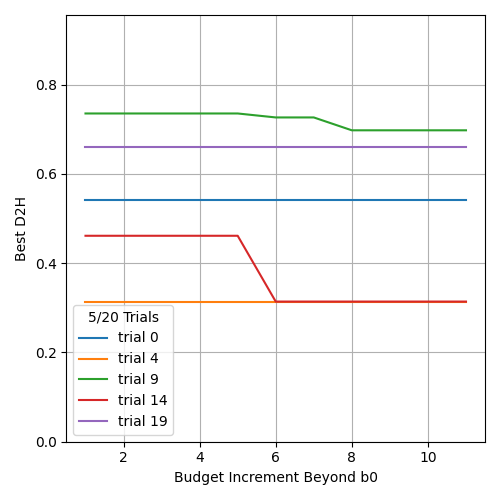 0.8
0.6
0.4
0.2
0.0
Best D2H
5/20 Trials
trial 0
trial 4
trial 9
trial 14
trial 19
2 4 6 8 10
Budget Increment Beyond b0